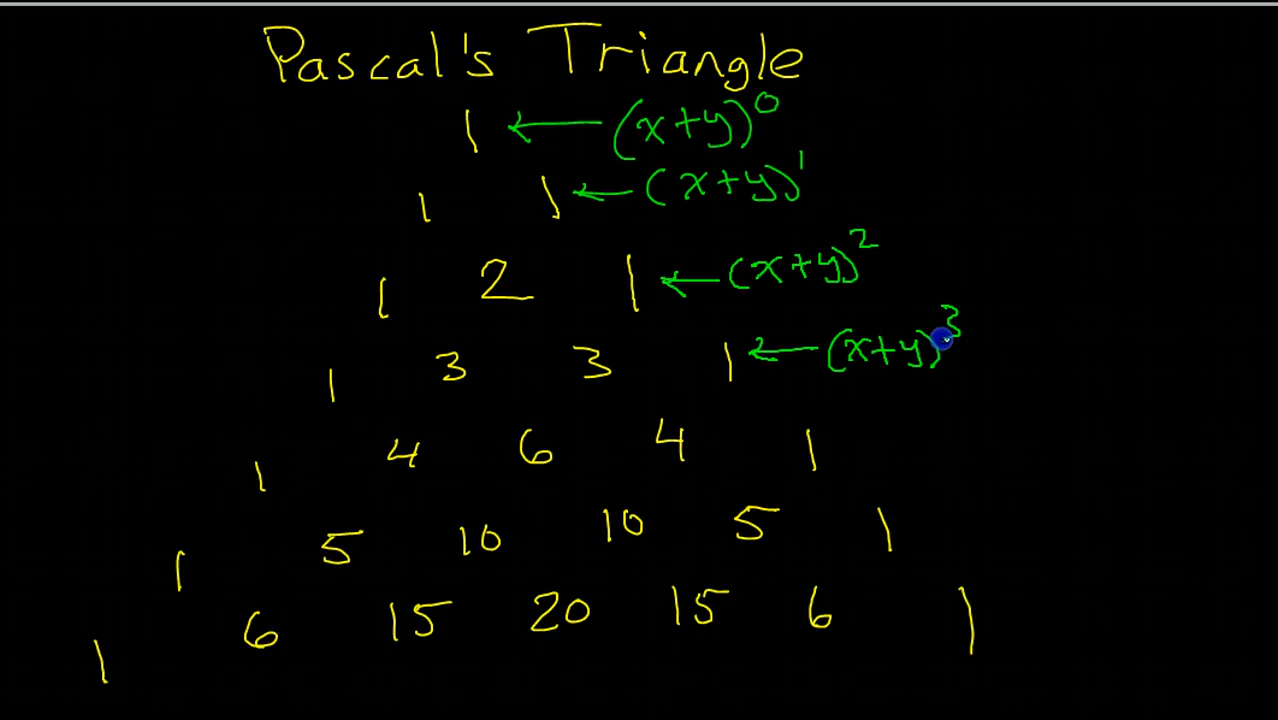 Pascal's Triangle
1 ← (x+y)^0
1 1 ← (x+y)^1
1 2 1 ← (x+y)^2
1 3 3 1 ← (x+y)^3
1 4 6 4 1
1 5 10 10 5 1
1 6 15 20 15 6 1